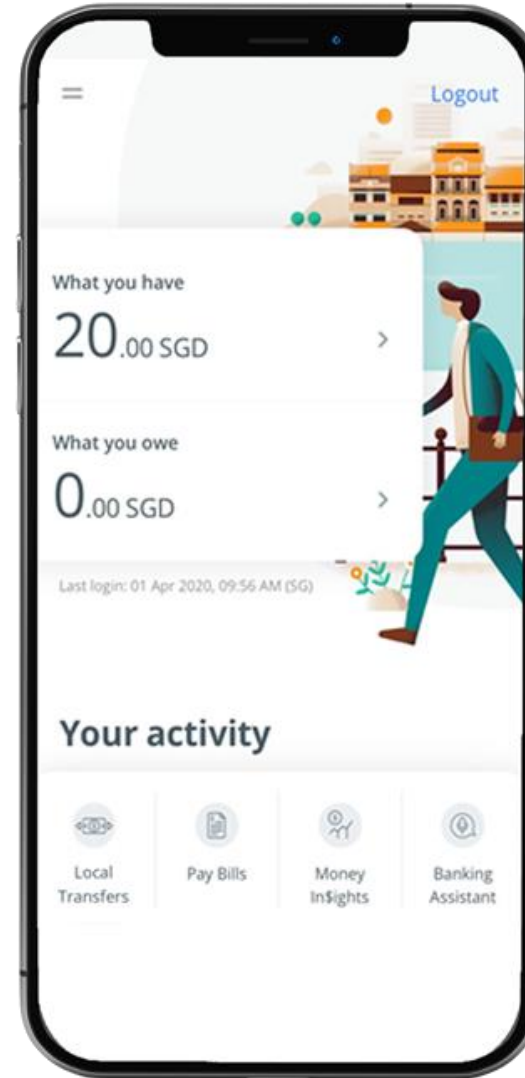 Logout
What you have
20.00 SGD
What you owe
0.00 SGD
Last login: 01 Apr 2020, 09:56 AM (SG)
Your activity
Local
Transfers
Pay Bills
Money
In$ights
Banking
Assistant